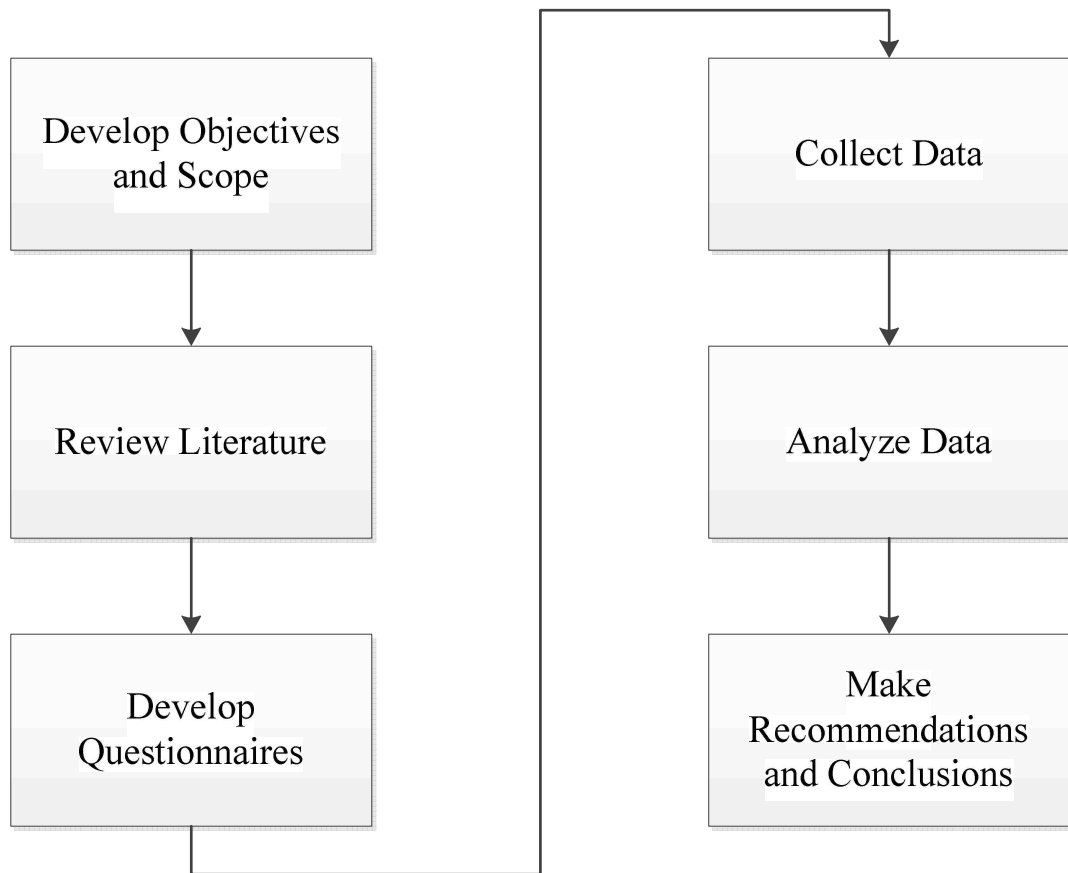 Develop Objectives
and Scope
Review Literature
Develop
Questionnaires
Collect Data
Analyze Data
Make
Recommendations
and Conclusions